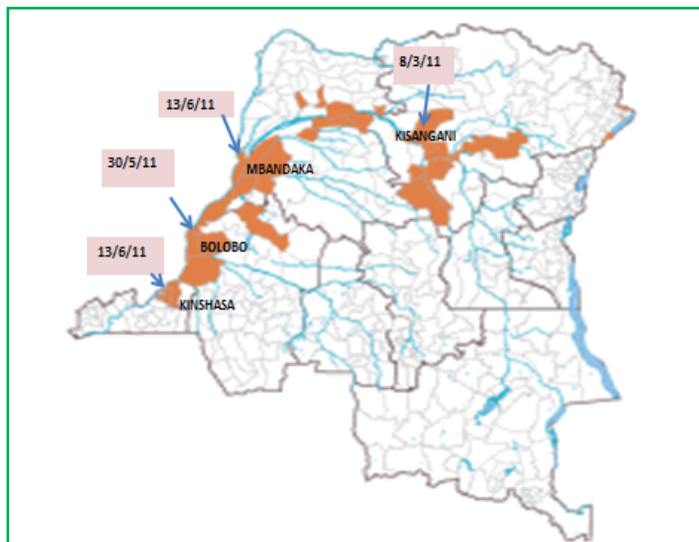 8/3/11
13/6/11
KISANGANI
30/5/11
MBANDAKA
13/6/11
BOLOBO
KINSHASA